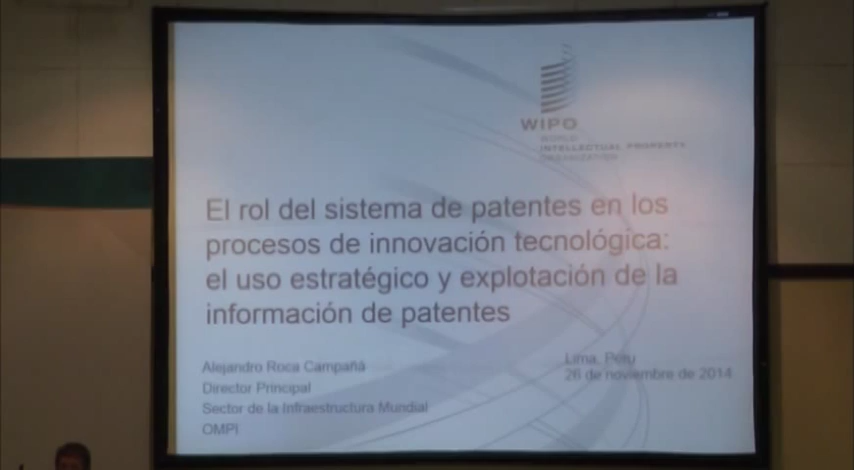 WIPO
WORLD
INTELLECTUAL PROPERTY
ORGANIZATION
El rol del sistema de patentes en los
procesos de innovación tecnológica:
el uso estratégico y explotación de la
información de patentes
Alejandro Roca Campañá
Director Principal
Sector de la Infraestructura Mundial
OMPI
Lima, Peru
26 de noviembre de 2014